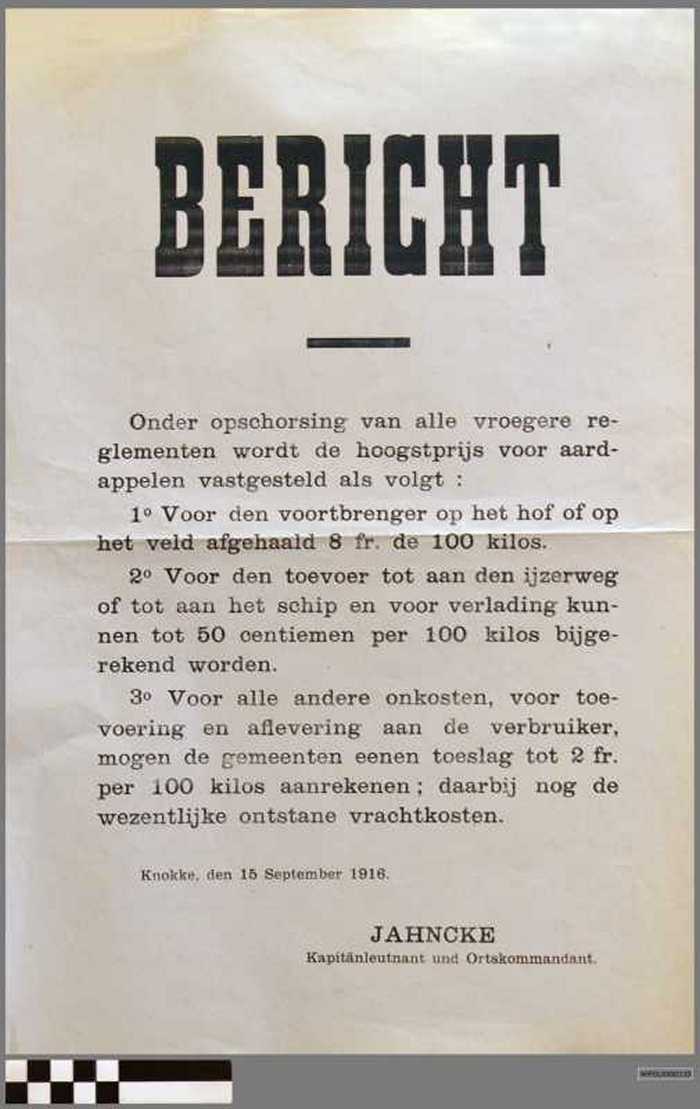 BERICHT
Onder opschorsing van alle vroegere re-
glementen wordt de hoogstprijs voor aard-
appelen vastgesteld als volgt :
1º Voor den voortbrenger op het hof of op
het veld afgehaald 8 fr. de 100 kilos.
2º Voor den toevoer tot aan den ijzerweg
of tot aan het schip en voor verlading kun-
nen tot 50 centiemen per 100 kilos bijge-
rekend worden.
3º Voor alle andere onkosten, voor toe-
voering en aflevering aan de verbruiker,
mogen de gemeenten eenen toeslag tot 2 fr.
per 100 kilos aanrekenen ; daarbij nog de
wezentlijke ontstane vrachtkosten.
Knokke, den 15 September 1916.
JAHNCKE
Kapitänleutnant und Ortskommandant.